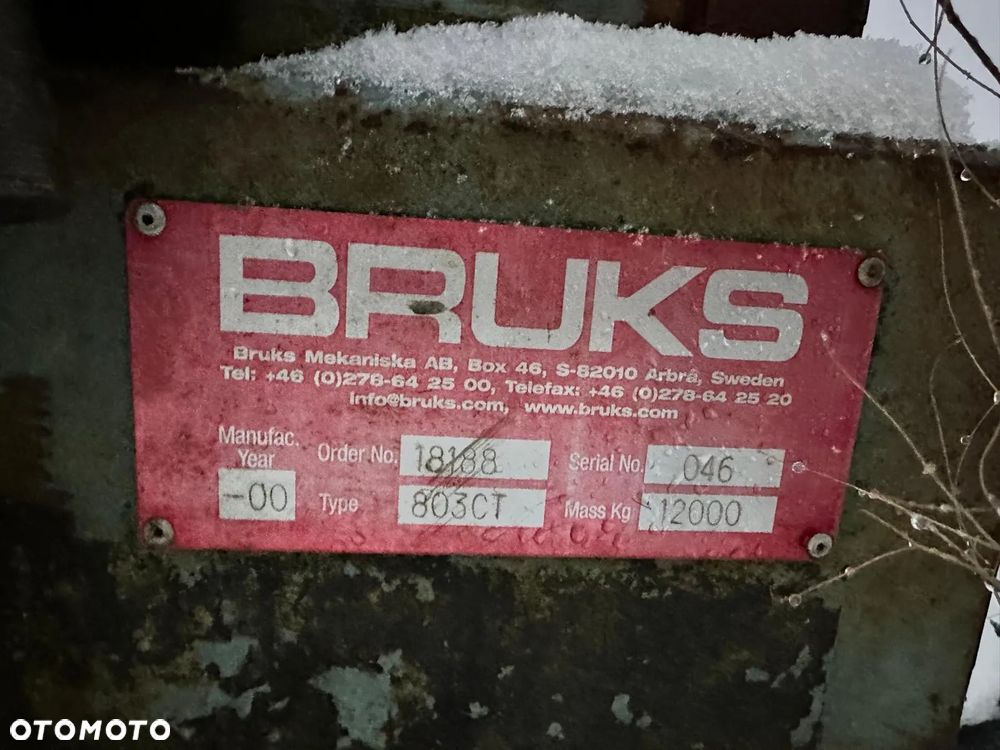 BRUKS
Bruks Mekaniska AB, Box 46, S-82010 Arbrå, Sweden
Tel: +46 (0)278-64 25 00, Telefax: +46 (0)278-64 25 20
info@bruks.com, www.bruks.com
Manufac. Year -00
Order No. 18188 Serial No. 046
Type 803CT Mass Kg 12000
OTOMOTO